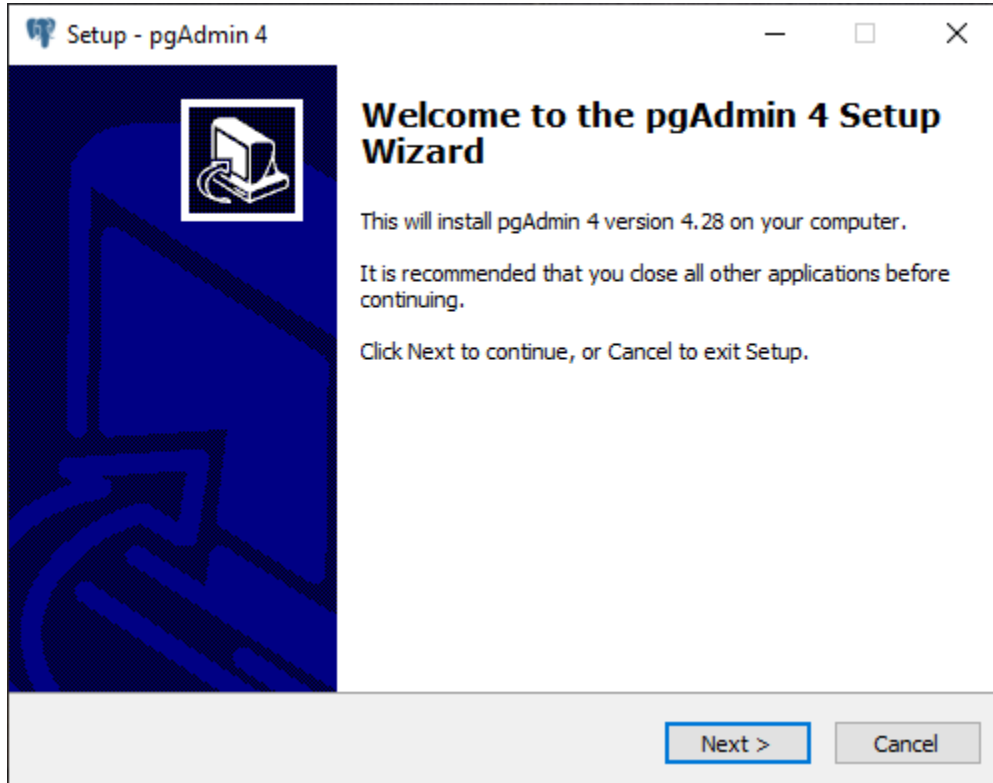 Setup - pgAdmin 4
Welcome to the pgAdmin 4 Setup
Wizard
This will install pgAdmin 4 version 4.28 on your computer.
It is recommended that you close all other applications before
continuing.
Click Next to continue, or Cancel to exit Setup.
Next >
Cancel